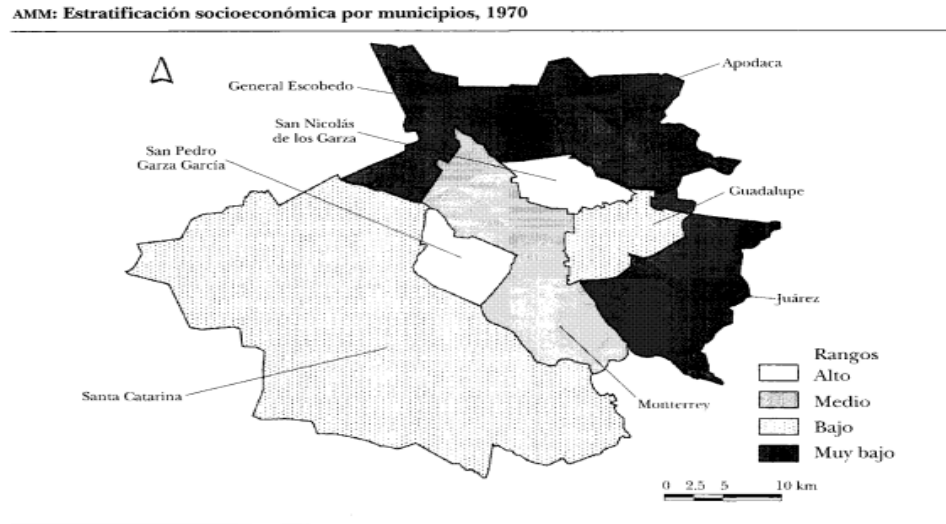 AMM: Estratificación socioeconómica por municipios, 1970
Apodaca
General Escobedo
San Nicolás
de los Garza
San Pedro
Garza García
Guadalupe
Juárez
Santa Catarina
Monterrey
Rangos
Alto
Medio
Bajo
Muy bajo
0 2.5 5 10 km